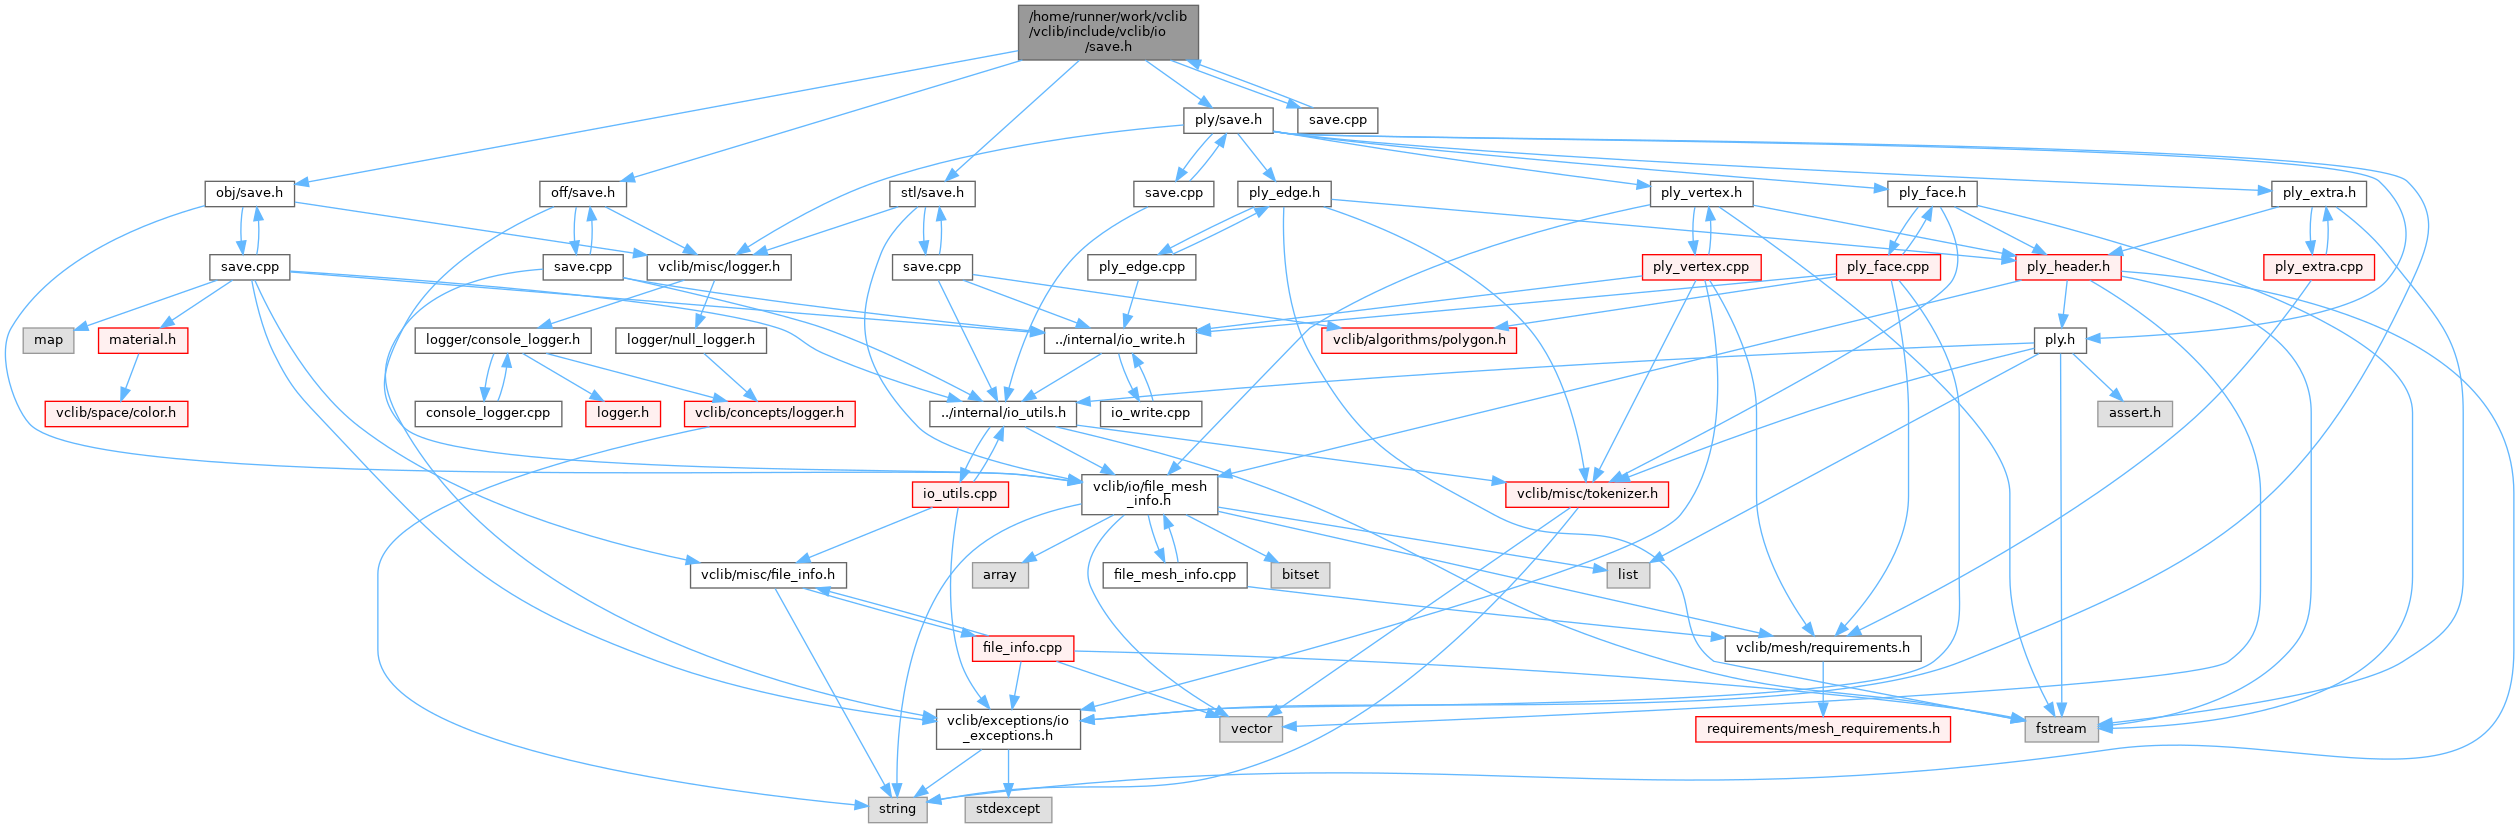 /home/runner/work/vclib
/vclib/include/vclib/io
/save.h
ply/save.h
save.cpp
obj/save.h
off/save.h
stl/save.h
save.cpp
ply_edge.h
ply_vertex.h
ply_face.h
ply_extra.h
save.cpp
save.cpp
vclib/misc/logger.h
save.cpp
ply_edge.cpp
ply_vertex.cpp
ply_face.cpp
ply_header.h
ply_extra.cpp
map
material.h
logger/console_logger.h
logger/null_logger.h
../internal/io_write.h
vclib/algorithms/polygon.h
ply.h
vclib/space/color.h
console_logger.cpp
logger.h
vclib/concepts/logger.h
../internal/io_utils.h
io_write.cpp
assert.h
io_utils.cpp
vclib/io/file_mesh
_info.h
vclib/misc/tokenizer.h
vclib/misc/file_info.h
array
file_mesh_info.cpp
bitset
list
file_info.cpp
vclib/mesh/requirements.h
vclib/exceptions/io
_exceptions.h
vector
requirements/mesh_requirements.h
fstream
string
stdexcept